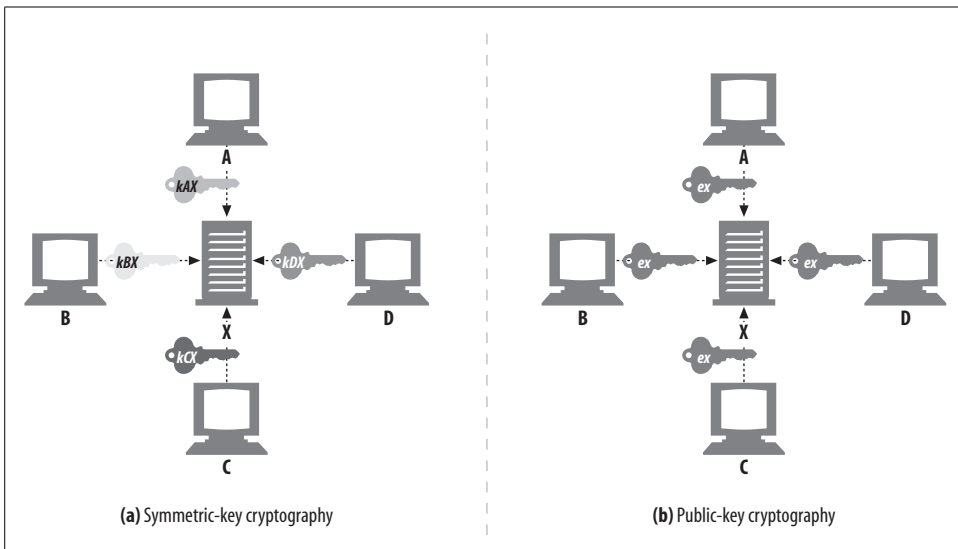 A
kAX
kBX
kDX
B
X
D
kCX
C
(a) Symmetric-key cryptography
A
ex
ex
ex
B
X
D
ex
C
(b) Public-key cryptography